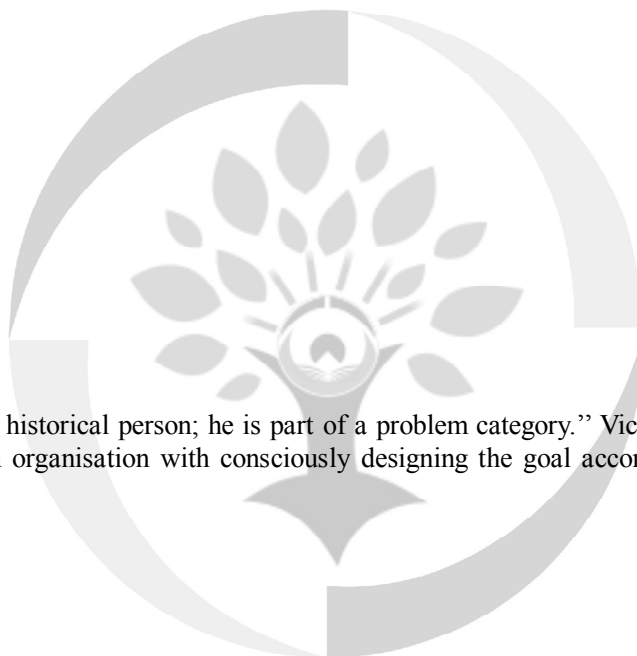 historical person; he is part of a problem category.’’ Vic
organisation with consciously designing the goal accor